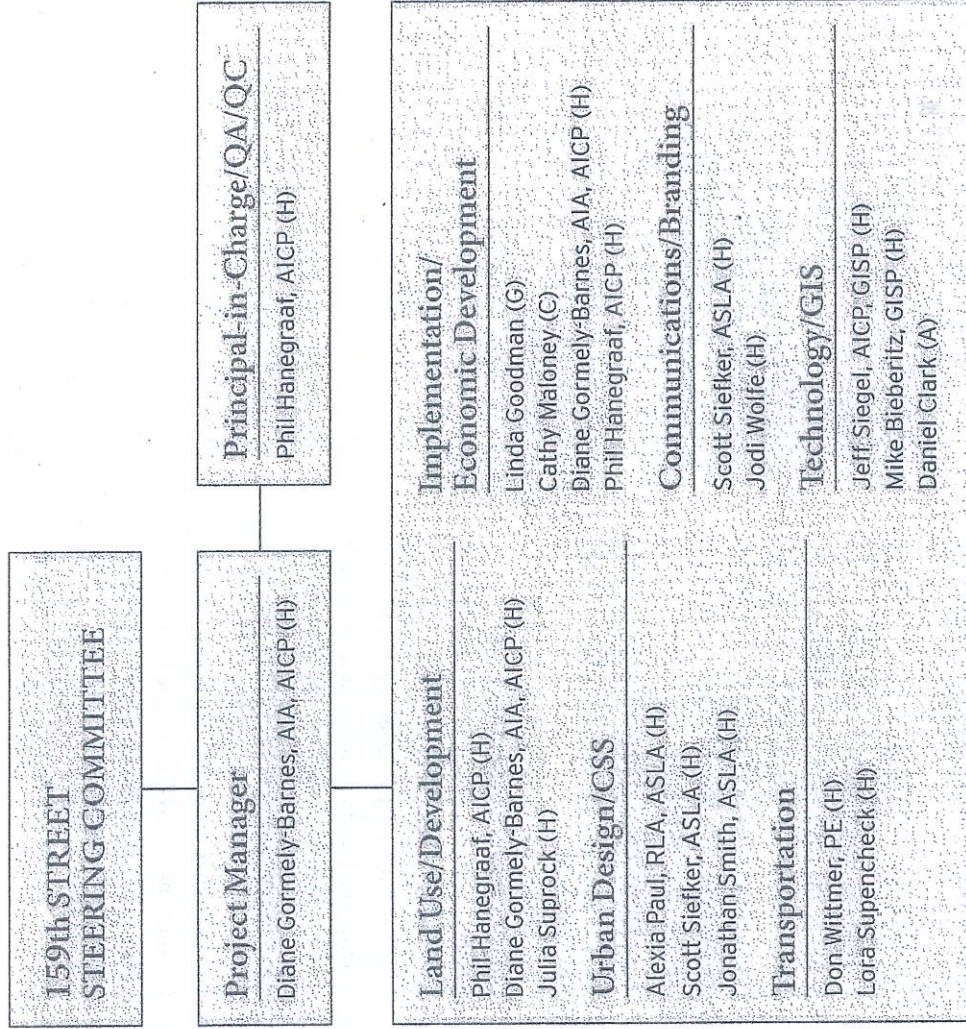 159th STREET
STEERING COMMITTEE
Project Manager
Diane Gormely-Barnes, AIA, AICP (H)
Principal-in-Charge/QA/QC
Phil Hanegraaf, AICP (H)
Land Use/Development
Phil Hanegraaf, AICP (H)
Diane Gormely-Barnes, AIA, AICP (H)
Julia Suprock (H)
Urban Design/CSS
Alexia Paul, RLA, ASLA (H)
Scott Siefker, ASLA (H)
Jonathan Smith, ASLA (H)
Transportation
Don Wittmer, PE (H)
Lora Supencheck (H)
Implementation/
Economic Development
Linda Goodman (G)
Cathy Maloney (C)
Diane Gormely-Barnes, AIA, AICP (H)
Phil Hanegraaf, AICP (H)
Communications/Branding
Scott Siefker, ASLA (H)
Jodi Wolfe (H)
Technology/GIS
Jeff Siegel, AICP, GISP (H)
Mike Bieberitz, GISP (H)
Daniel Clark (A)